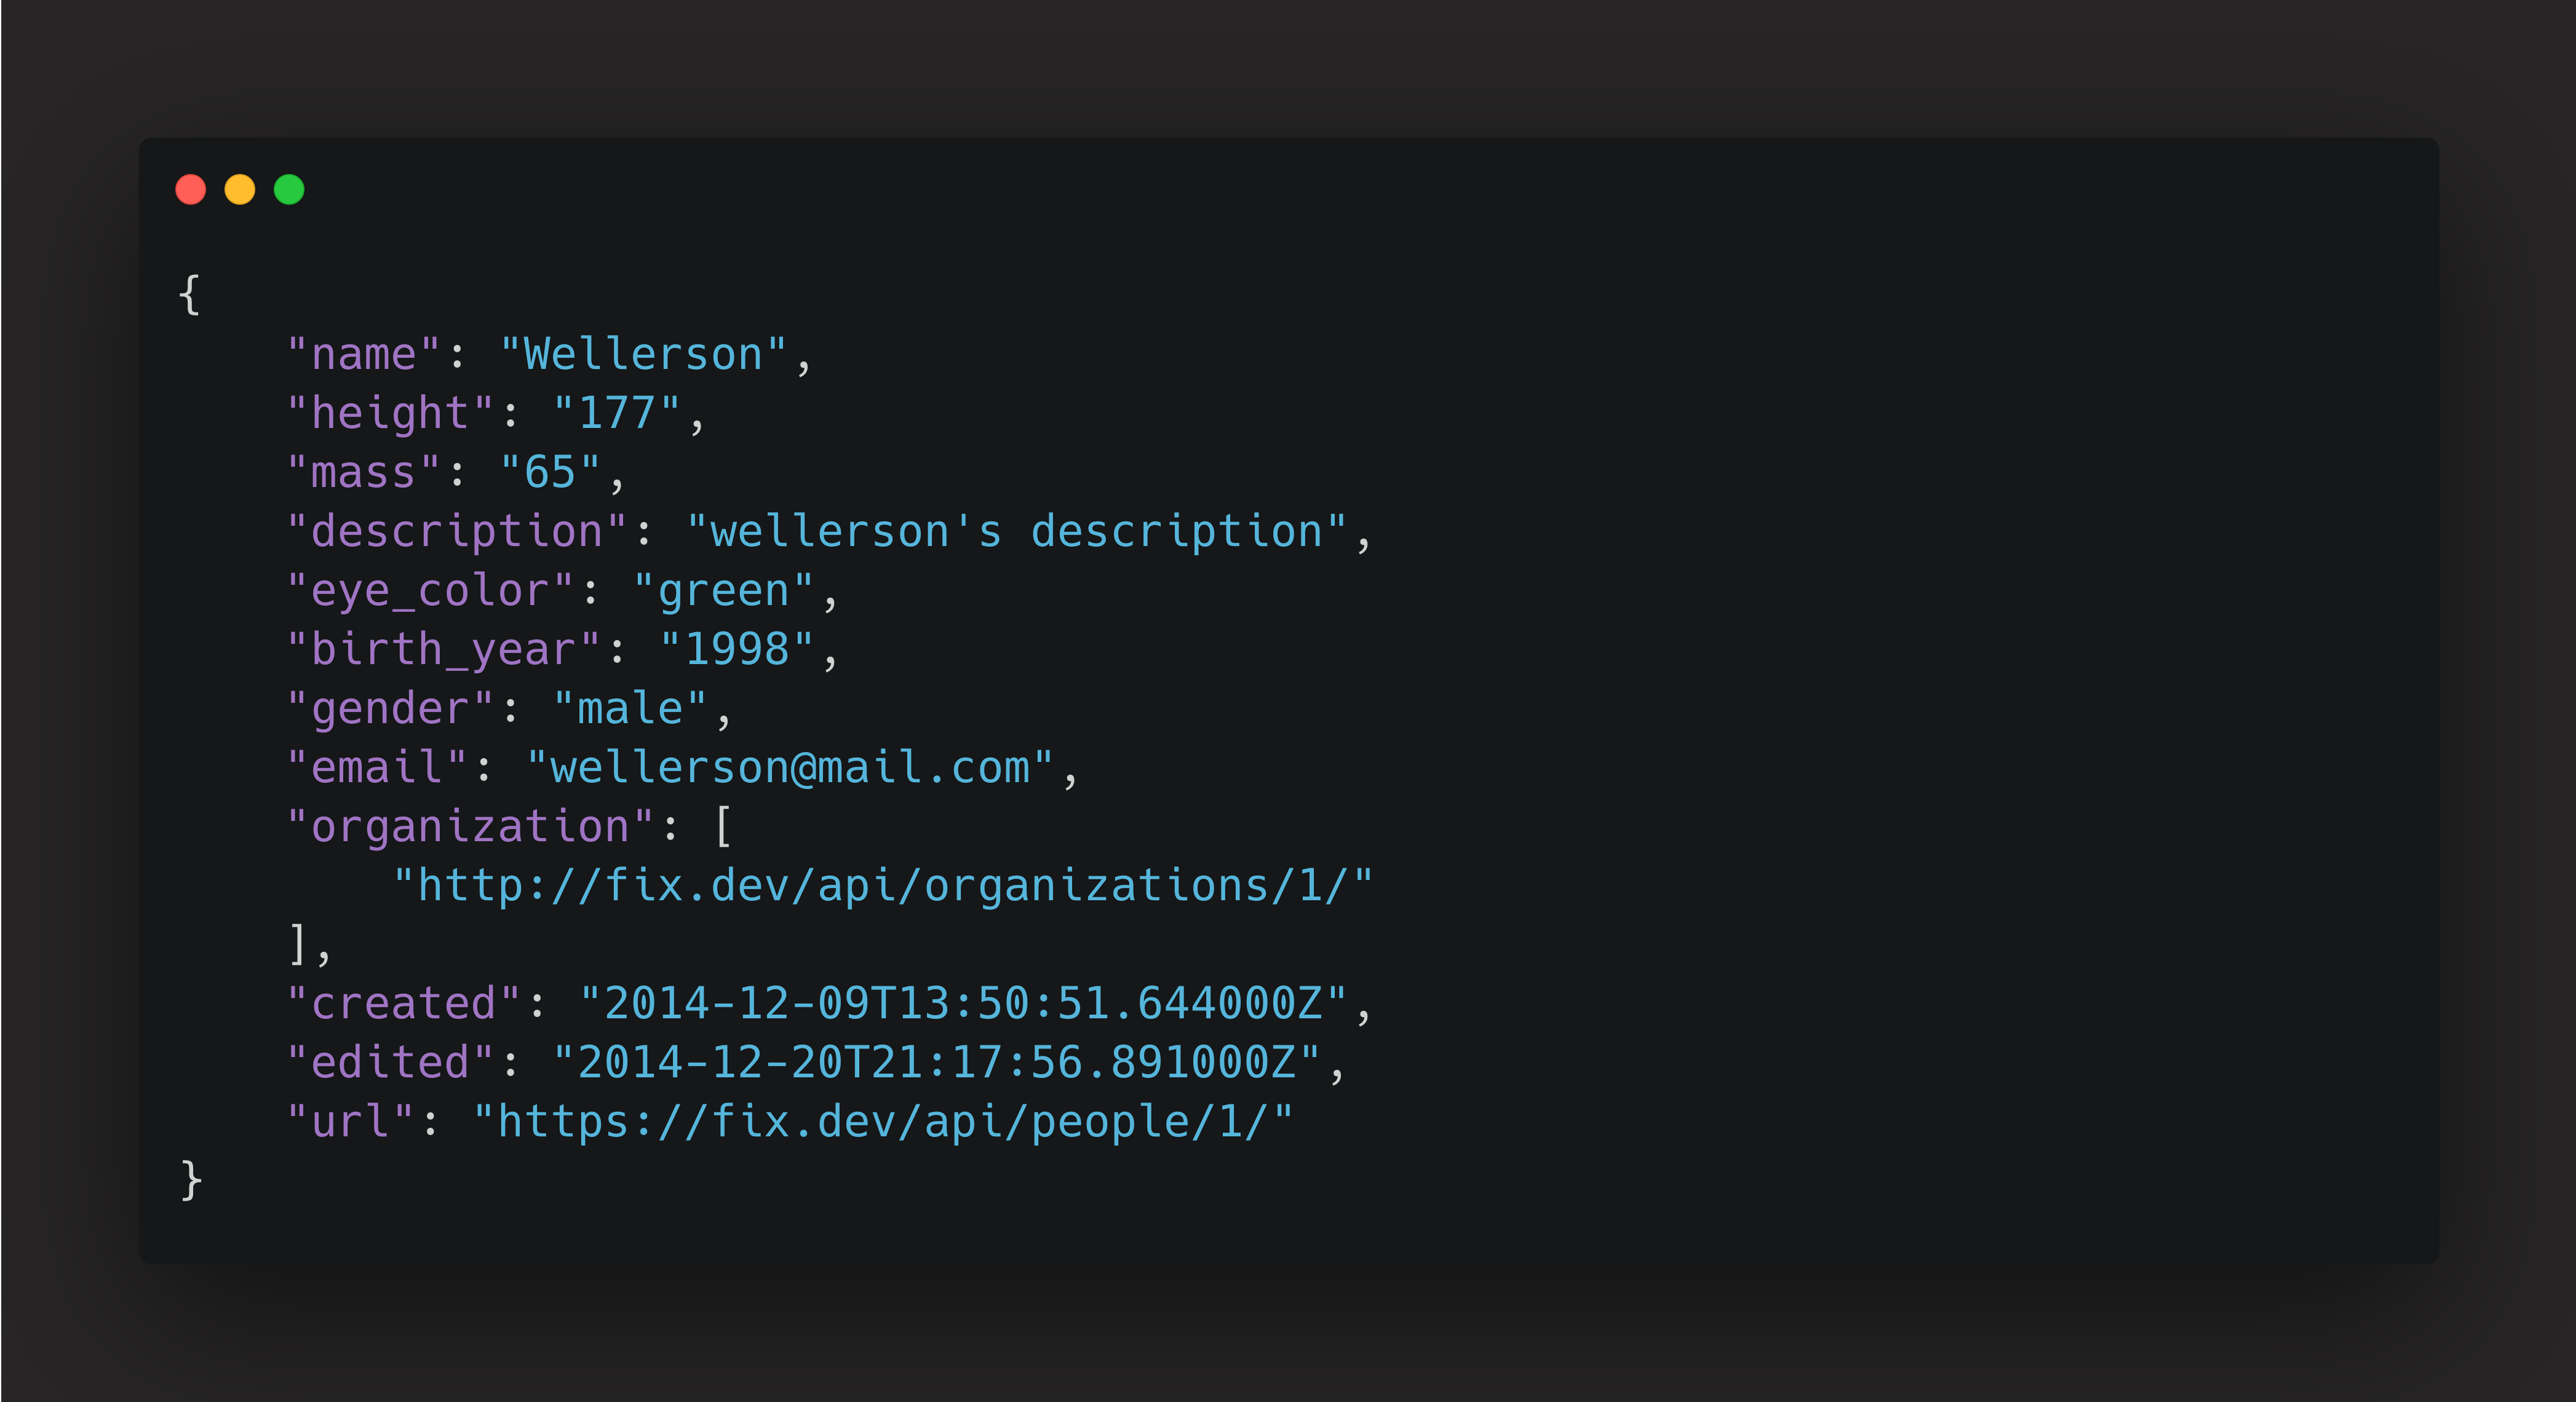 {
    "name": "Wellerson",
    "height": "177",
    "mass": "65",
    "description": "wellerson's description",
    "eye_color": "green",
    "birth_year": "1998",
    "gender": "male",
    "email": "wellerson@mail.com",
    "organization": [
        "http://fix.dev/api/organizations/1/"
    ],
    "created": "2014-12-09T13:50:51.644000Z",
    "edited": "2014-12-20T21:17:56.891000Z",
    "url": "https://fix.dev/api/people/1/"
}